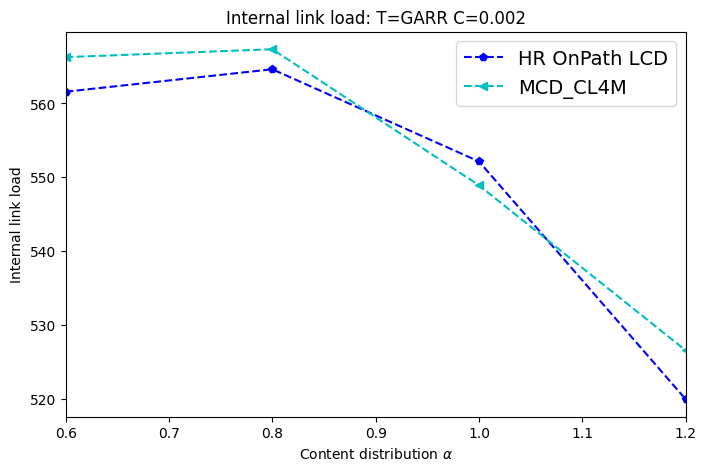 Internal link load: T=GARR C=0.002
HR OnPath LCD
MCD_CL4M
Internal link load
560
550
540
530
520
0.6 0.7 0.8 0.9 1.0 1.1 1.2
Content distribution α